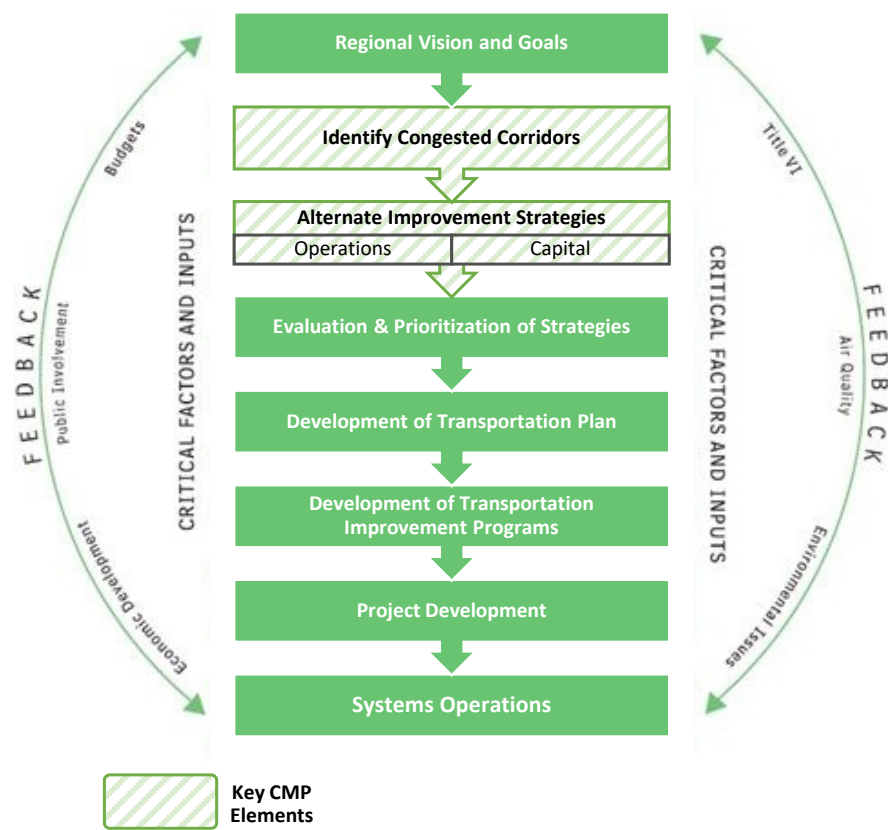 Regional Vision and Goals
Identify Congested Corridors
Alternate Improvement Strategies
Operations
Capital
Evaluation & Prioritization of Strategies
Development of Transportation Plan
Development of Transportation
Improvement Programs
Project Development
Systems Operations
FEEDBACK
Budgets
Public Involvement
Economic Development
CRITICAL FACTORS AND INPUTS
CRITICAL FACTORS AND INPUTS
Title VI
Air Quality
Environmental Issues
FEEDBACK
Key CMP
Elements